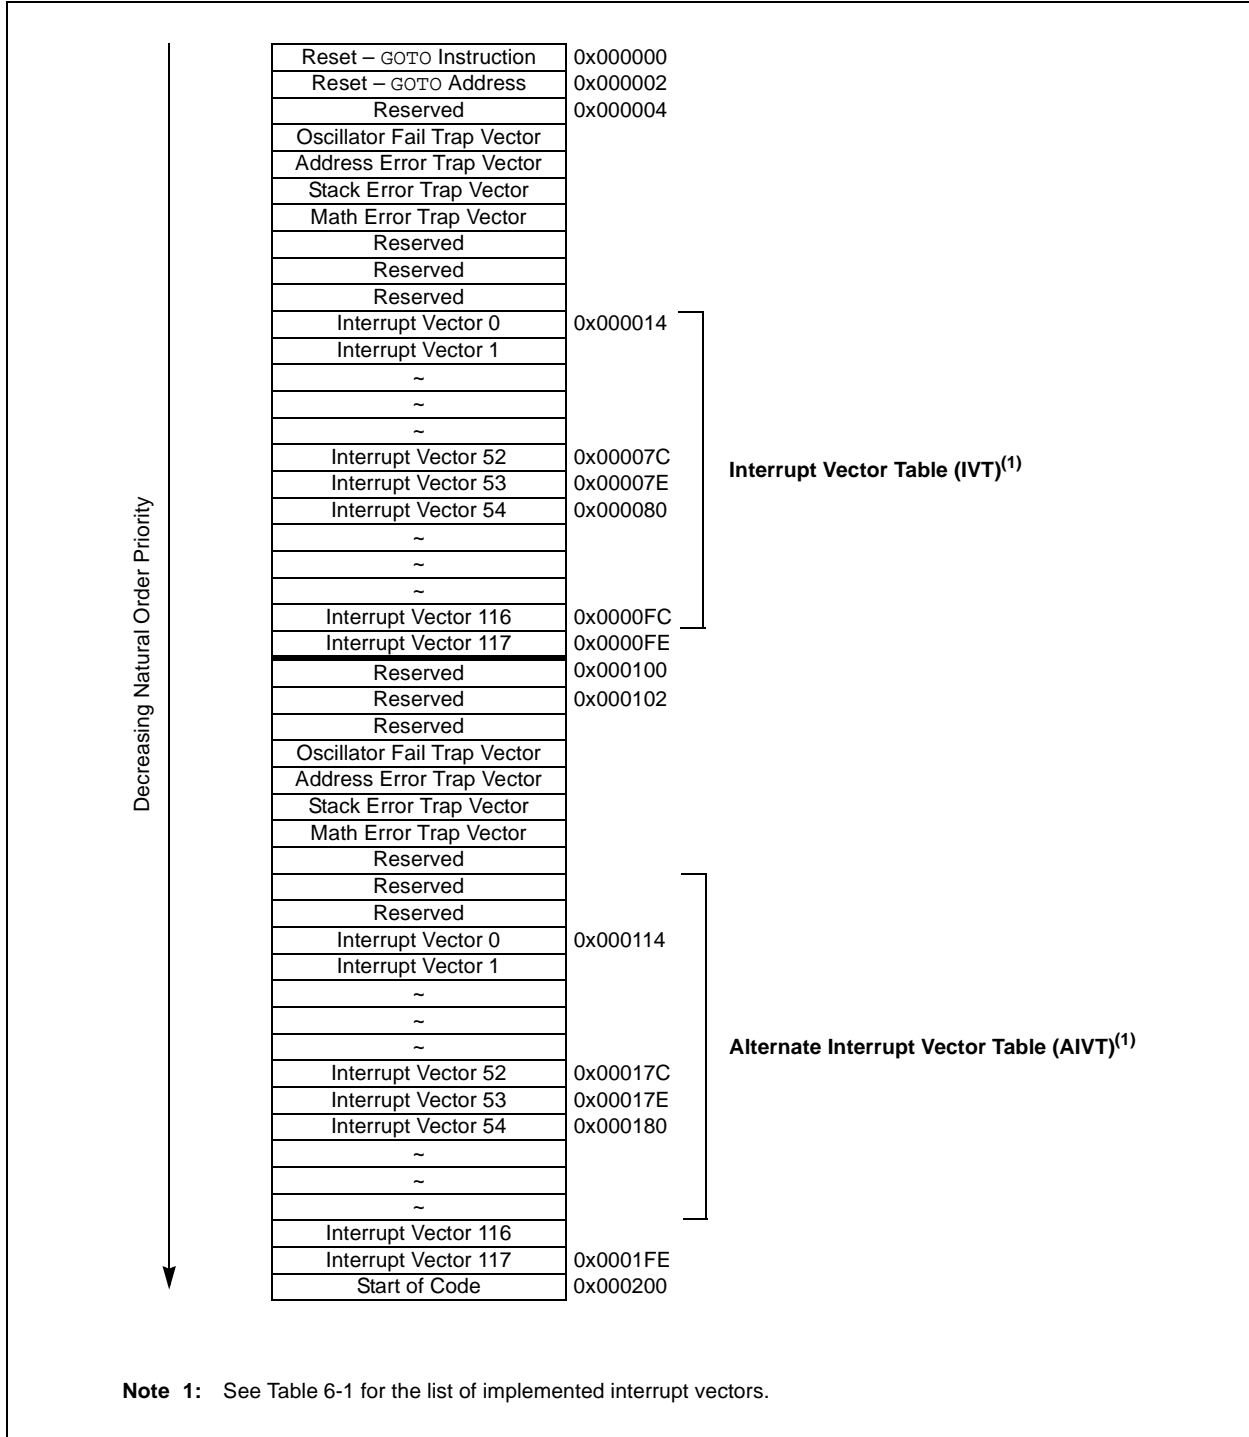 Reset – GOTO Instruction 0x000000
Reset – GOTO Address 0x000002
Reserved 0x000004
Oscillator Fail Trap Vector
Address Error Trap Vector
Stack Error Trap Vector
Math Error Trap Vector
Reserved
Reserved
Reserved
Interrupt Vector 0 0x000014
Interrupt Vector 1
~
~
~
Interrupt Vector 52 0x00007C
Interrupt Vector 53 0x00007E
Interrupt Vector 54 0x000080
~
~
~
Interrupt Vector 116 0x0000FC
Interrupt Vector 117 0x0000FE
Interrupt Vector Table (IVT)(1)
Decreasing Natural Order Priority
Reserved 0x000100
Reserved 0x000102
Reserved
Oscillator Fail Trap Vector
Address Error Trap Vector
Stack Error Trap Vector
Math Error Trap Vector
Reserved
Reserved
Reserved
Interrupt Vector 0 0x000114
Interrupt Vector 1
~
~
~
Interrupt Vector 52 0x00017C
Interrupt Vector 53 0x00017E
Interrupt Vector 54 0x000180
~
~
~
Interrupt Vector 116
Interrupt Vector 117 0x0001FE
Start of Code 0x000200
Alternate Interrupt Vector Table (AIVT)(1)
Note 1: See Table 6-1 for the list of implemented interrupt vectors.